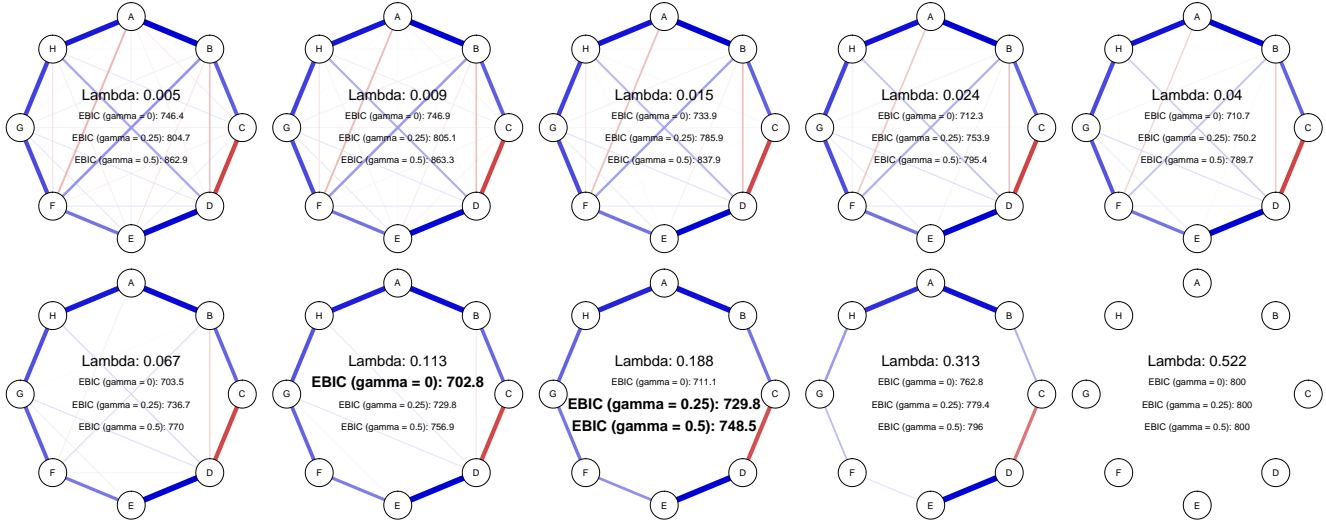 A
H
B
Lambda: 0.005
EBIC (gamma = 0): 746.4
G
C
EBIC (gamma = 0.25): 804.7
EBIC (gamma = 0.5): 862.9
F
D
E
A
H
B
Lambda: 0.009
EBIC (gamma = 0): 746.9
G
C
EBIC (gamma = 0.25): 805.1
EBIC (gamma = 0.5): 863.3
F
D
E
A
H
B
Lambda: 0.015
EBIC (gamma = 0): 733.9
G
C
EBIC (gamma = 0.25): 785.9
EBIC (gamma = 0.5): 837.9
F
D
E
A
H
B
Lambda: 0.024
EBIC (gamma = 0): 712.3
G
C
EBIC (gamma = 0.25): 753.9
EBIC (gamma = 0.5): 795.4
F
D
E
A
H
B
Lambda: 0.04
EBIC (gamma = 0): 710.7
G
C
EBIC (gamma = 0.25): 750.2
EBIC (gamma = 0.5): 789.7
F
D
E
A
H
B
Lambda: 0.067
EBIC (gamma = 0): 703.5
G
C
EBIC (gamma = 0.25): 736.7
EBIC (gamma = 0.5): 770
F
D
E
A
H
B
Lambda: 0.113
EBIC (gamma = 0): 702.8
G
C
EBIC (gamma = 0.25): 729.8
EBIC (gamma = 0.5): 756.9
F
D
E
A
H
B
Lambda: 0.188
EBIC (gamma = 0): 711.1
G
C
EBIC (gamma = 0.25): 729.8
EBIC (gamma = 0.5): 748.5
F
D
E
A
H
B
Lambda: 0.313
EBIC (gamma = 0): 762.8
G
C
EBIC (gamma = 0.25): 779.4
EBIC (gamma = 0.5): 796
F
D
E
A
H
B
Lambda: 0.522
EBIC (gamma = 0): 800
G
C
EBIC (gamma = 0.25): 800
EBIC (gamma = 0.5): 800
F
D
E